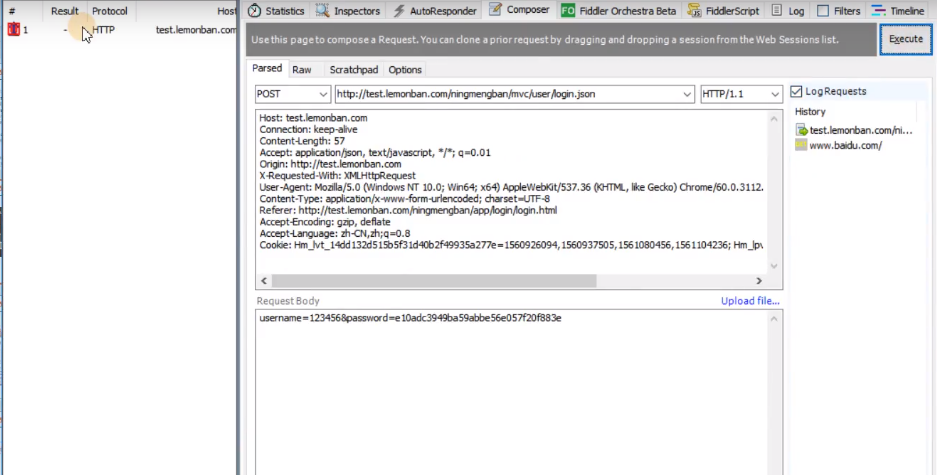 # Result Protocol Host
1 - HTTP test.lemonban.com
Statistics Inspectors AutoResponder Composer FO Fiddler Orchestra Beta FiddlerScript Log Filters Timeline
Use this page to compose a Request. You can clone a prior request by dragging and dropping a session from the Web Sessions list.
Execute
Parsed Raw Scratchpad Options
POST http://test.lemonban.com/ningmengban/mvc/user/login.json HTTP/1.1
Log Requests
History
test.lemonban.com/ni...
www.baidu.com/
Host: test.lemonban.com
Connection: keep-alive
Content-Length: 57
Accept: application/json, text/javascript, */*; q=0.01
Origin: http://test.lemonban.com
X-Requested-With: XMLHttpRequest
User-Agent: Mozilla/5.0 (Windows NT 10.0; Win64; x64) AppleWebKit/537.36 (KHTML, like Gecko) Chrome/60.0.3112.
Content-Type: application/x-www-form-urlencoded; charset=UTF-8
Referer: http://test.lemonban.com/ningmengban/app/login/login.html
Accept-Encoding: gzip, deflate
Accept-Language: zh-CN,zh;q=0.8
Cookie: Hm_lvt_14dd132d515b5f31d40b2f49935a277e=1560926094,1560937505,1561080456,1561104236; Hm_lpv
Request Body Upload file...
username=123456&password=e10adc3949ba59abbe56e057f20f883e